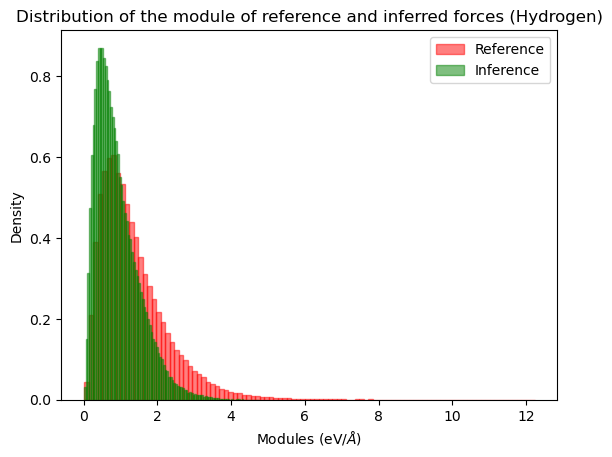 Distribution of the module of reference and inferred forces (Hydrogen)
Reference
Inference
Density
0.8
0.6
0.4
0.2
0.0
0 2 4 6 8 10 12
Modules (eV/Å)